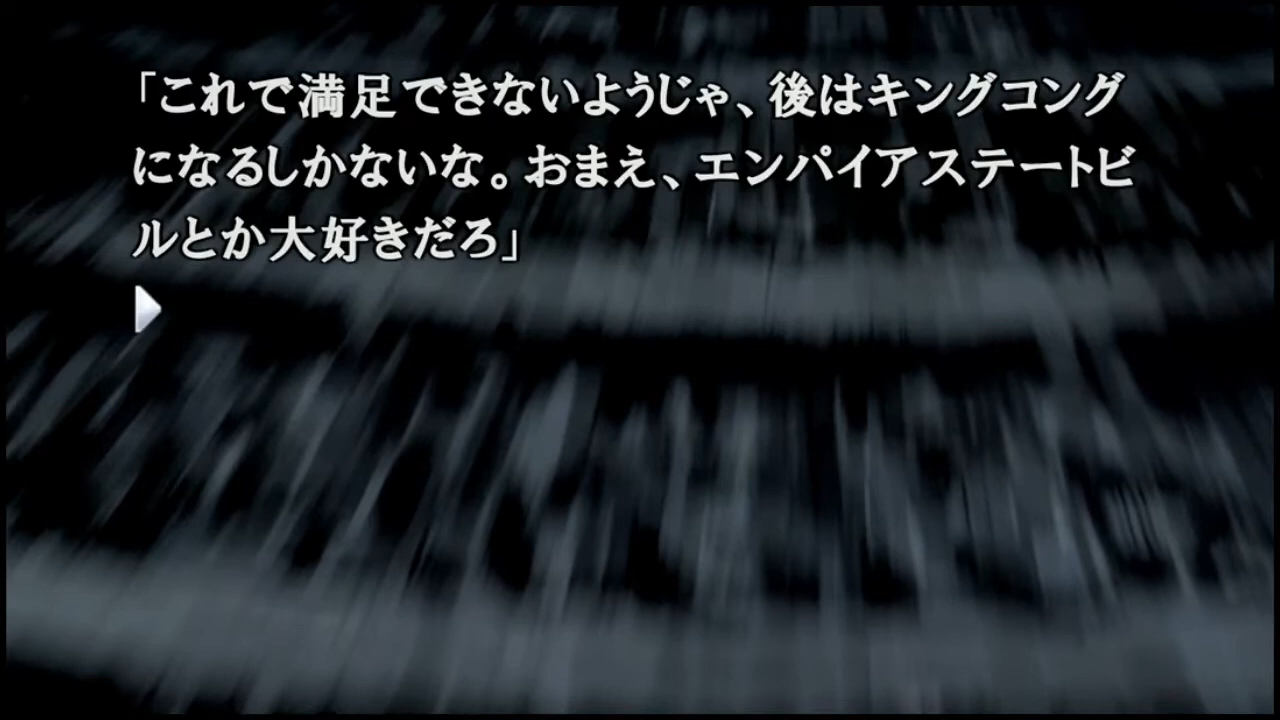 「これで満足できないようじゃ、後はキングコング
になるしかないな。おまえ、エンパイアステートビ
ルとか大好きだろ」